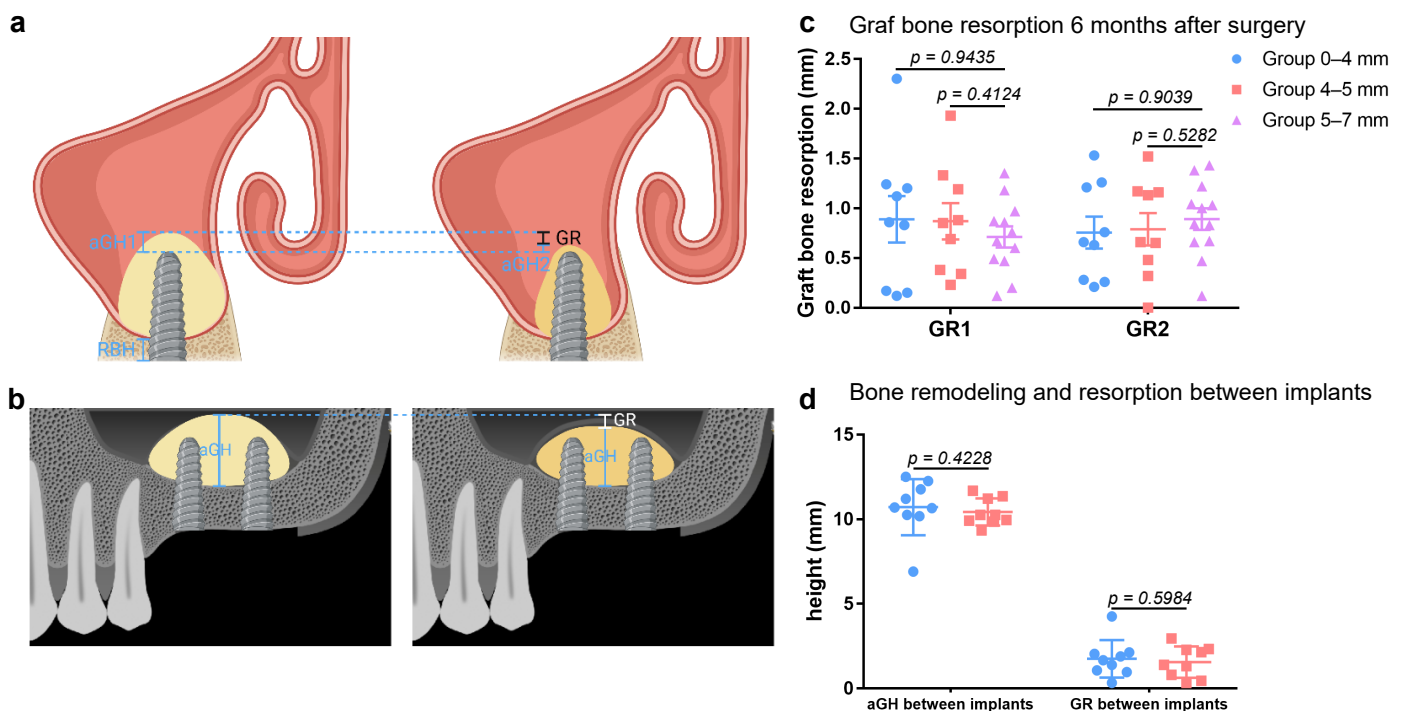 a
aGH1
RBH
GR
aGH2
b
aGH
GR
aGH
c
Graf bone resorption 6 months after surgery
Graft bone resorption (mm)
2.5
2.0
1.5
1.0
0.5
0.0
p = 0.9435
p = 0.4124
p = 0.9039
p = 0.5282
GR1
GR2
Group 0–4 mm
Group 4–5 mm
Group 5–7 mm
d
Bone remodeling and resorption between implants
height (mm)
15
10
5
0
p = 0.4228
p = 0.5984
aGH between implants
GR between implants